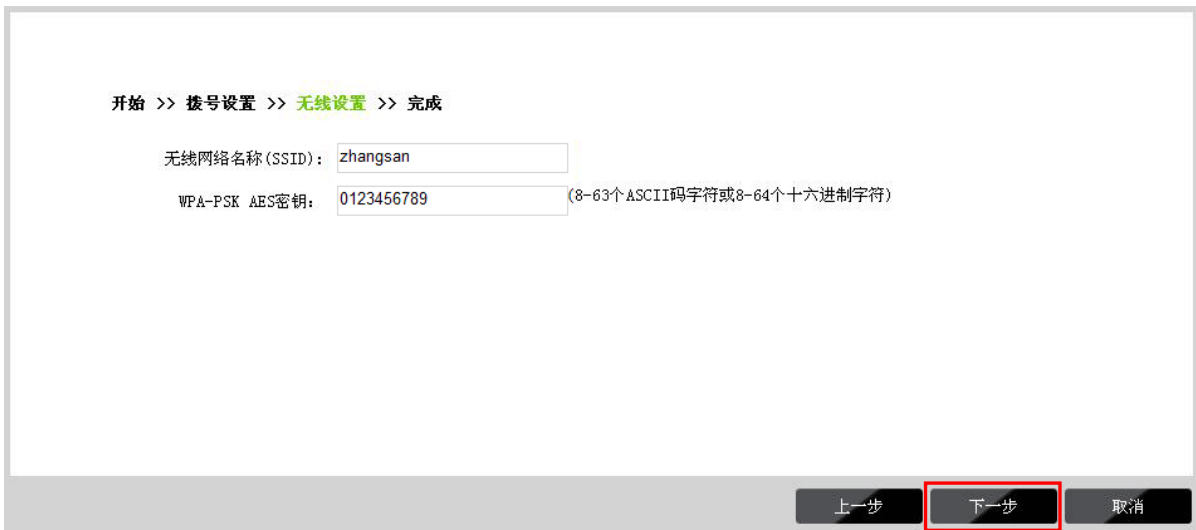 开始 >> 拨号设置 >> 无线设置 >> 完成
无线网络名称(SSID): zhangsan
WPA-PSK AES密钥: 0123456789 (8-63个ASCII码字符或8-64个十六进制字符)
上一步 下一步 取消